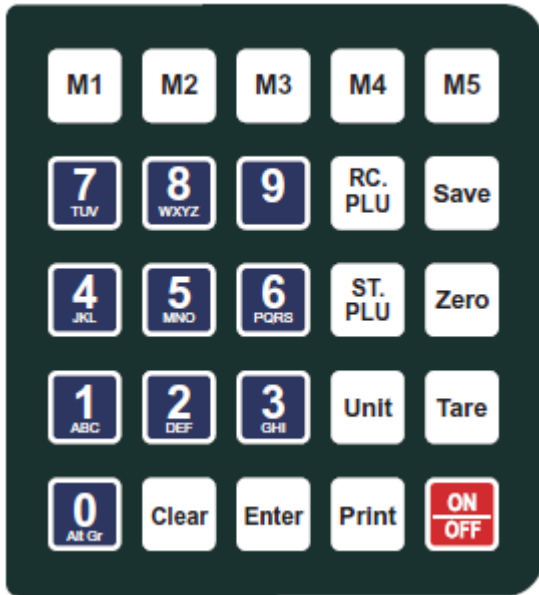 M1 M2 M3 M4 M5
7 8 9 RC. Save
TUV WXYZ PLU
4 5 6 ST. Zero
JKL MNO PQRS PLU
1 2 3 Unit Tare
ABC DEF GHI
0 Clear Enter Print ON
Alt Gr OFF